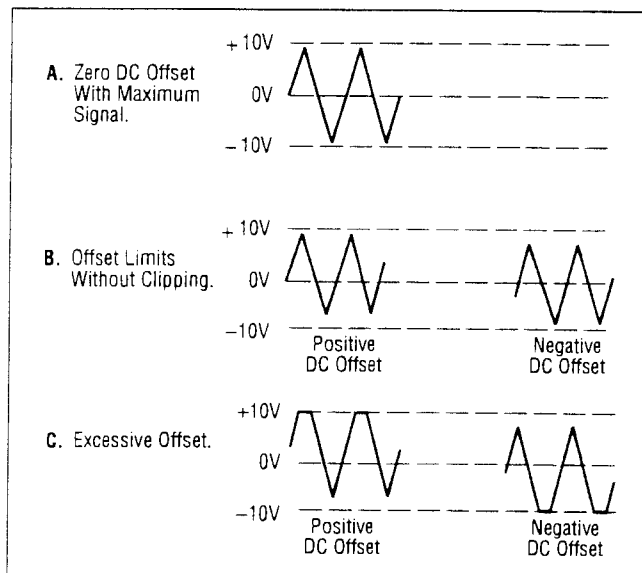 +10V
A. Zero DC Offset
With Maximum
Signal.
0V
−10V
+10V
B. Offset Limits
Without Clipping.
0V
−10V
Positive
DC Offset
Negative
DC Offset
+10V
C. Excessive Offset.
0V
−10V
Positive
DC Offset
Negative
DC Offset